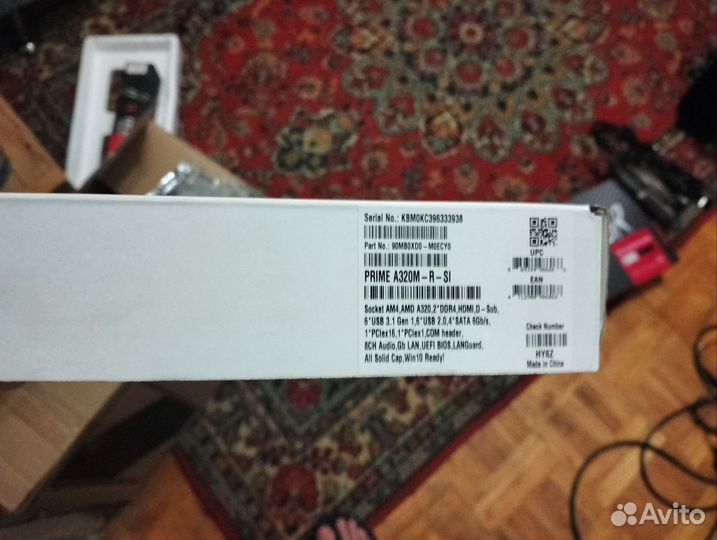 Serial No.: KBM0KC396333936
Part No.: 90MB0XD0-M0ECY0
PRIME A320M-R-SI
Socket AM4,AMD A320,2*DDR4,HDMI,D-Sub,
6*USB 3.1 Gen 1,6*USB 2.0,4*SATA 6Gb/s,
1*PCIex16,1*PCIex1,COM header,
8CH Audio,Gb LAN,UEFI BIOS,LANGuard,
All Solid Cap,Win10 Ready!
UPC
EAN
Check Number
HY6Z
Made in China
Avito